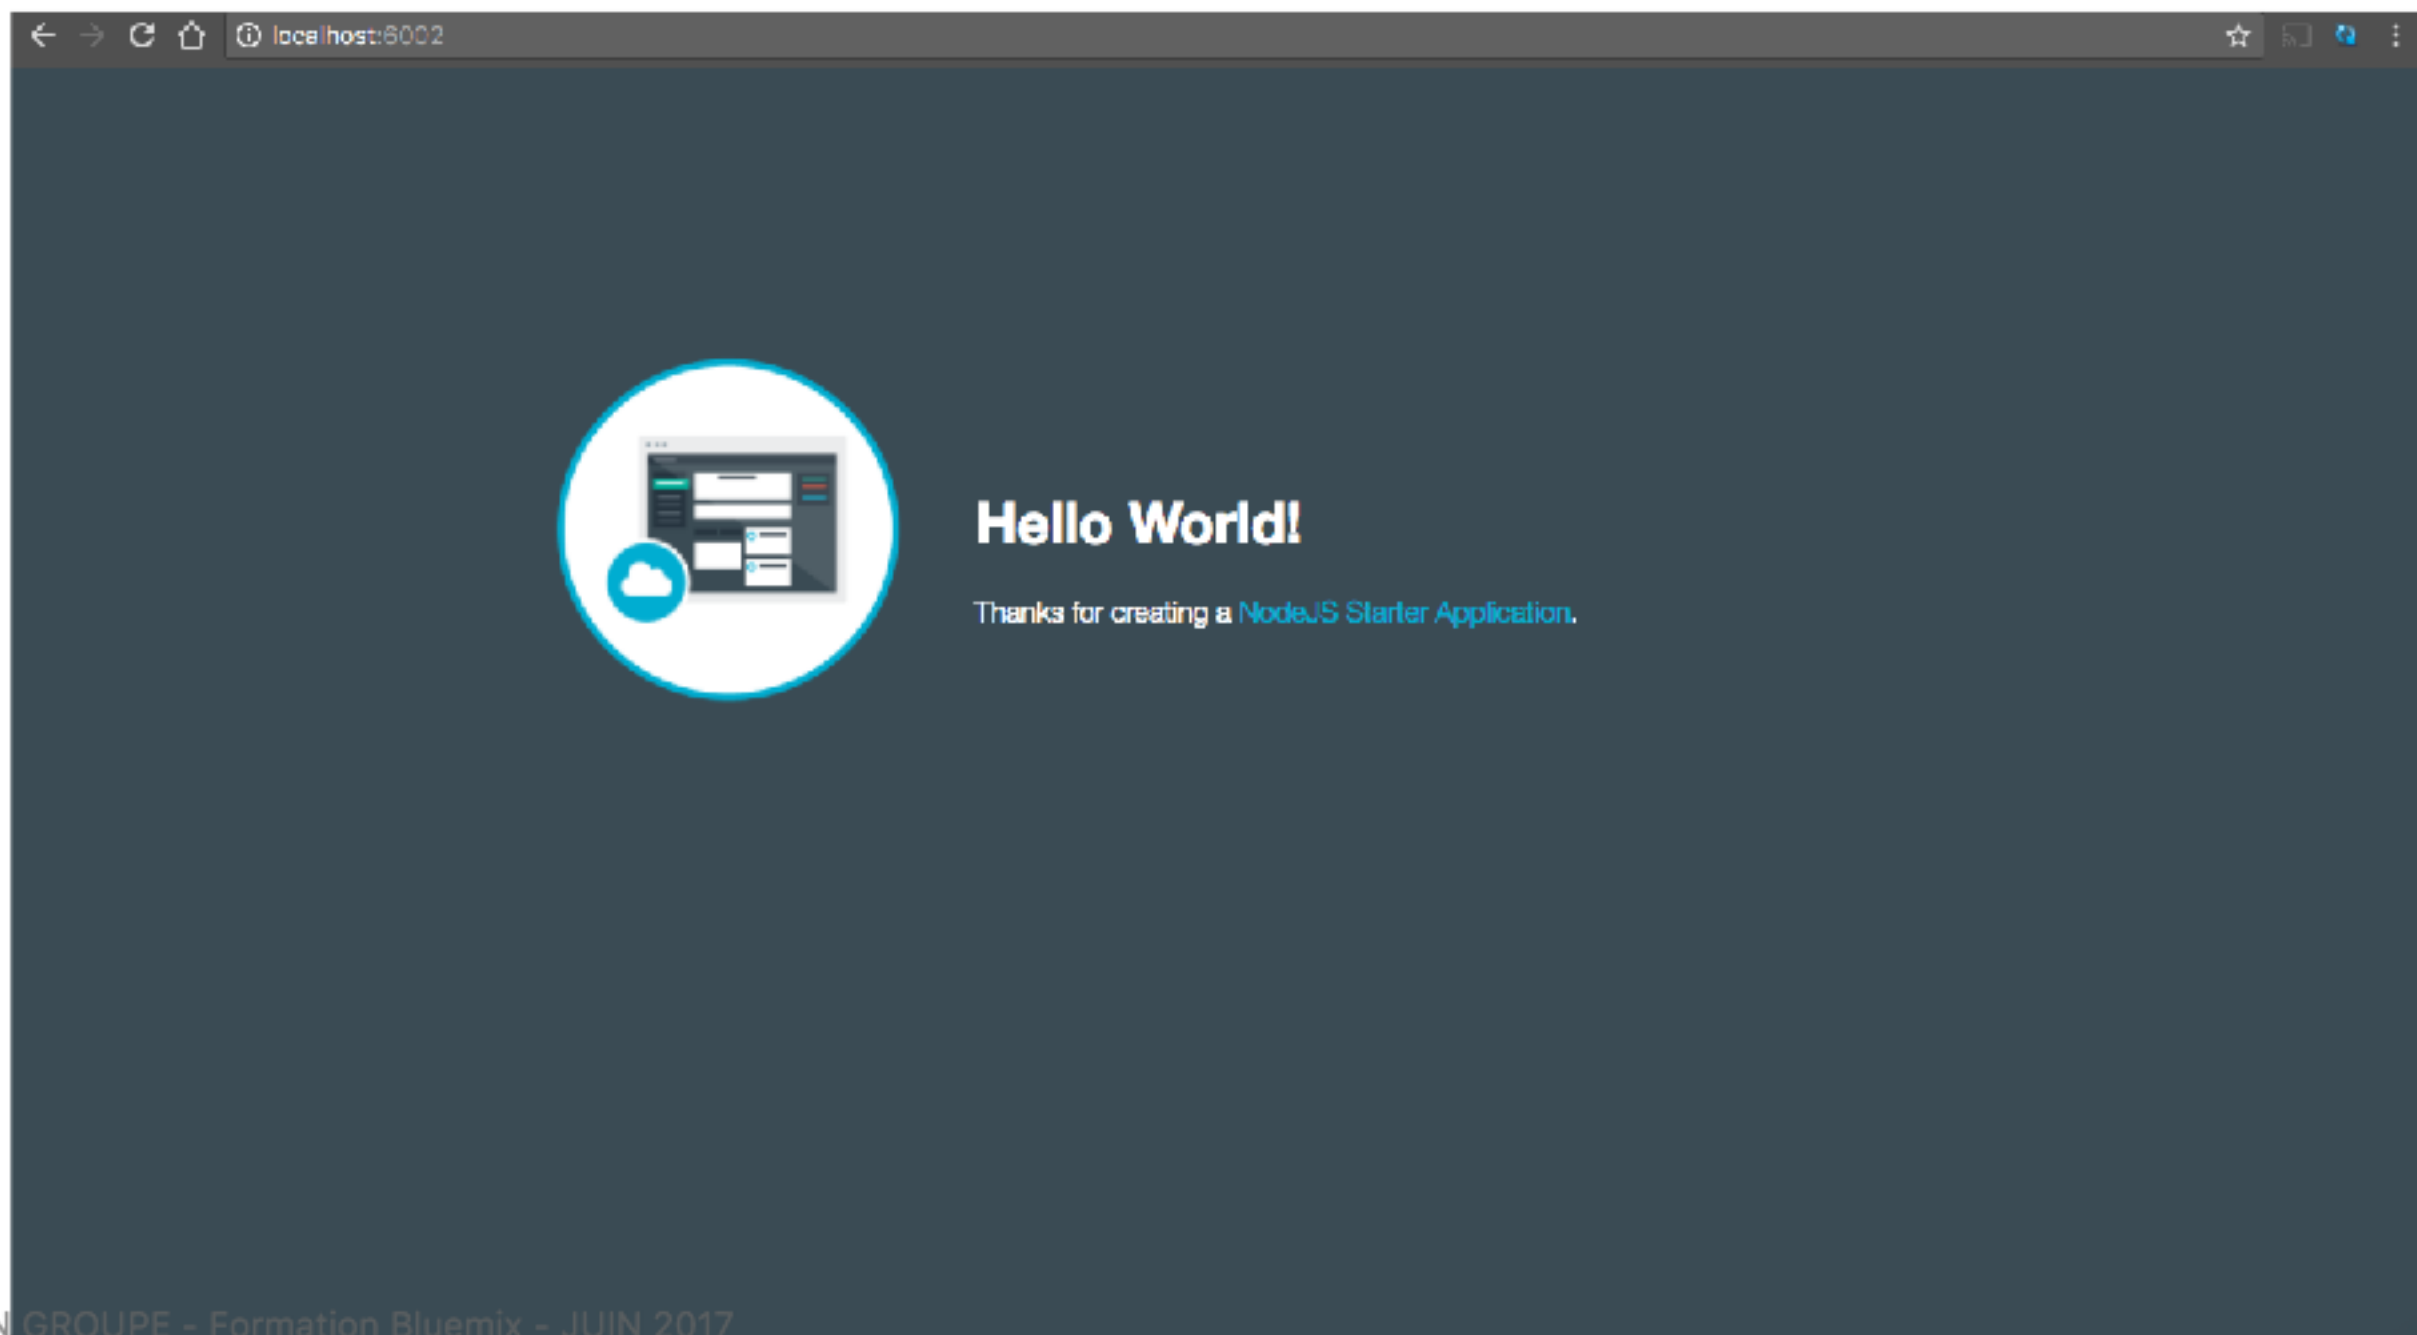 localhost:6002
Hello World!
Thanks for creating a NodeJS Starter Application.
GROUPE - Formation Bluemix - JUIN 2017